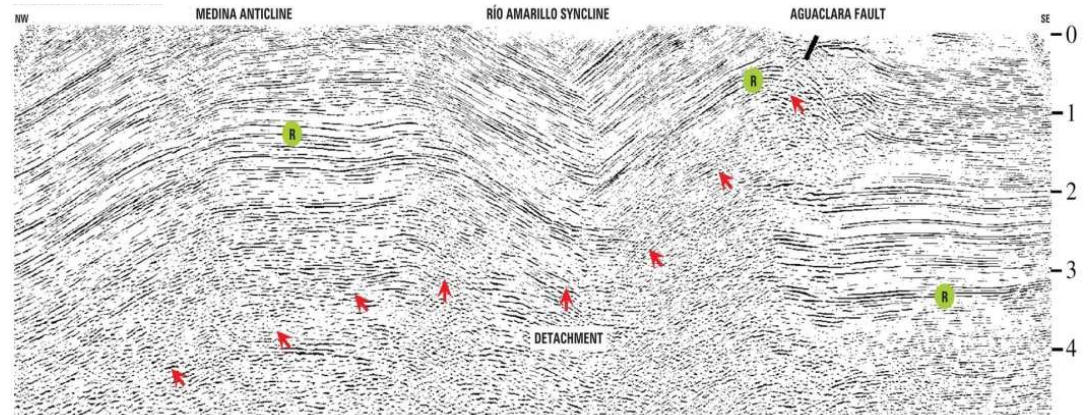 NW MEDINA ANTICLINE RÍO AMARILLO SYNCLINE AGUACLARA FAULT SE
0
R
1
R
2
3
R
DETACHMENT
4